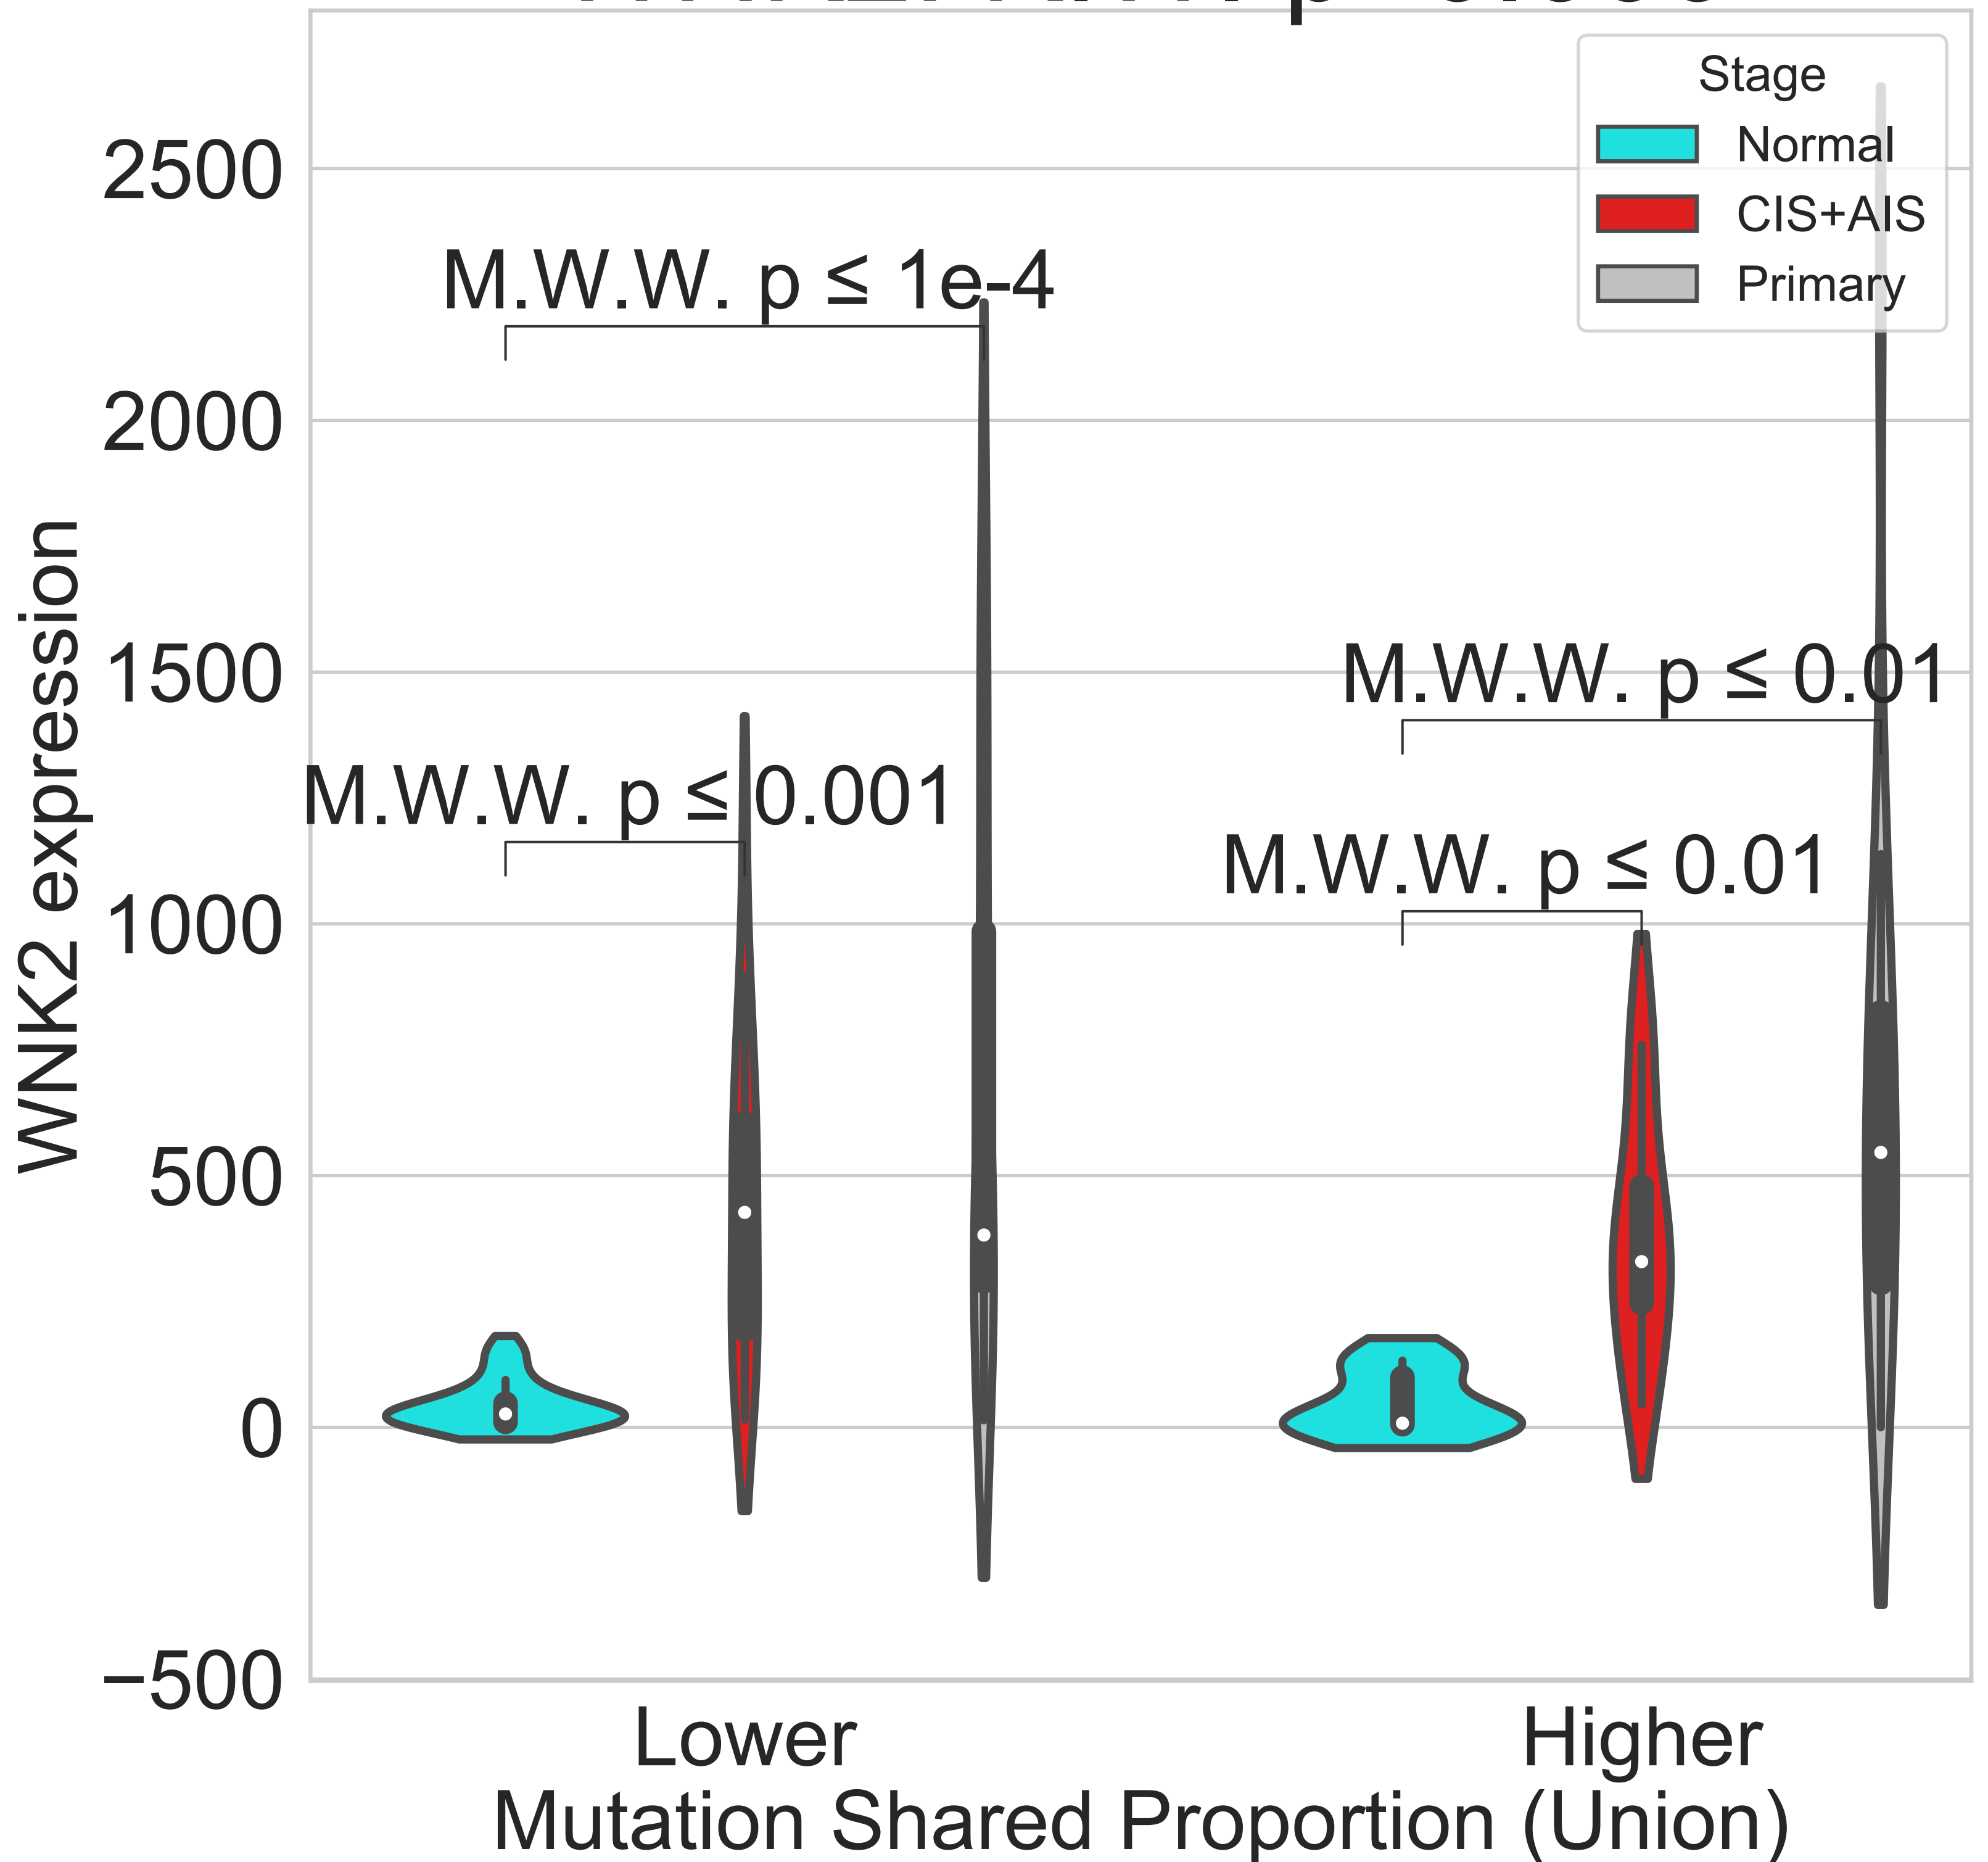 Stage
Normal
CIS+AIS
Primary
2500
2000
1500
1000
500
0
−500
WNK2 expression
M.W.W. p ≤ 1e-4
M.W.W. p ≤ 0.001
M.W.W. p ≤ 0.01
M.W.W. p ≤ 0.01
Lower
Higher
Mutation Shared Proportion (Union)